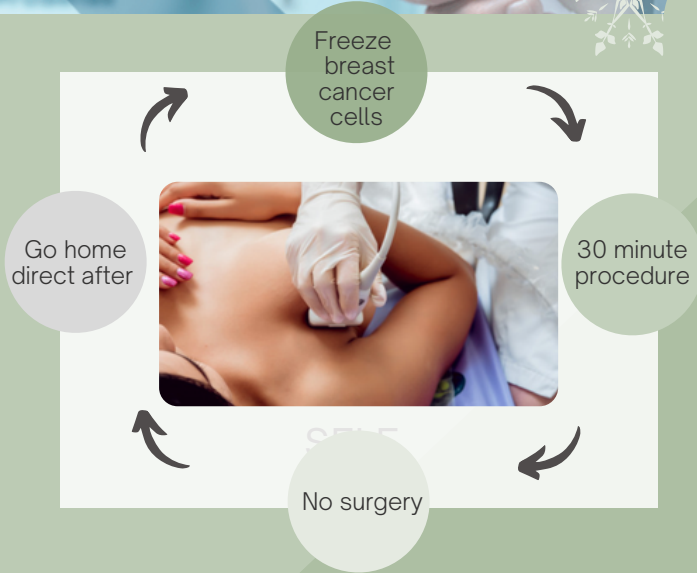 Freeze
breast
cancer
cells
30 minute
procedure
No surgery
Go home
direct after